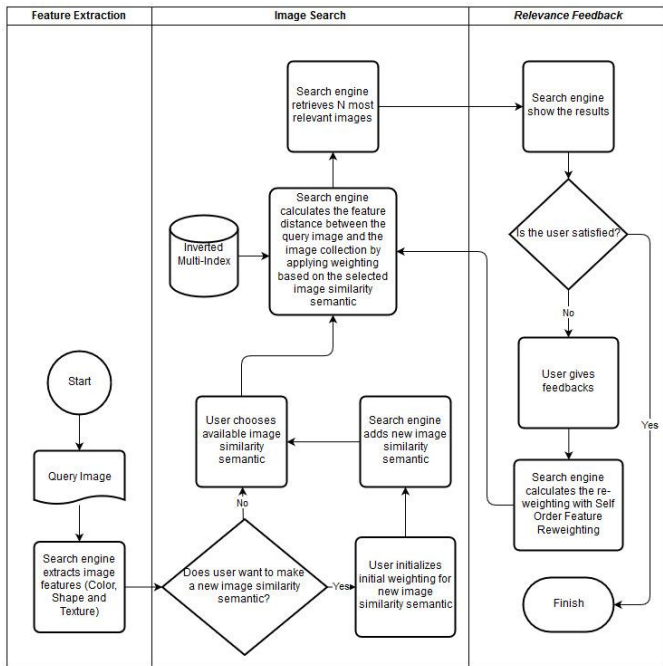 Feature Extraction
Image Search
Relevance Feedback
Start
Query Image
Search engine
extracts image
features (Color,
Shape and
Texture)
Does user want to make
a new image similarity
semantic?
No
Yes
User initializes
initial weighting for
new image
similarity semantic
Search engine
adds new image
similarity
semantic
User chooses
available image
similarity
semantic
Inverted
Multi-Index
Search engine
calculates the feature
distance between the
query image and the
image collection by
applying weighting
based on the selected
image similarity
semantic
Search engine
retrieves N most
relevant images
Search engine
show the results
Is the user satisfied?
No
Yes
User gives
feedbacks
Search engine
calculates the re-
weighting with Self
Order Feature
Reweighting
Finish